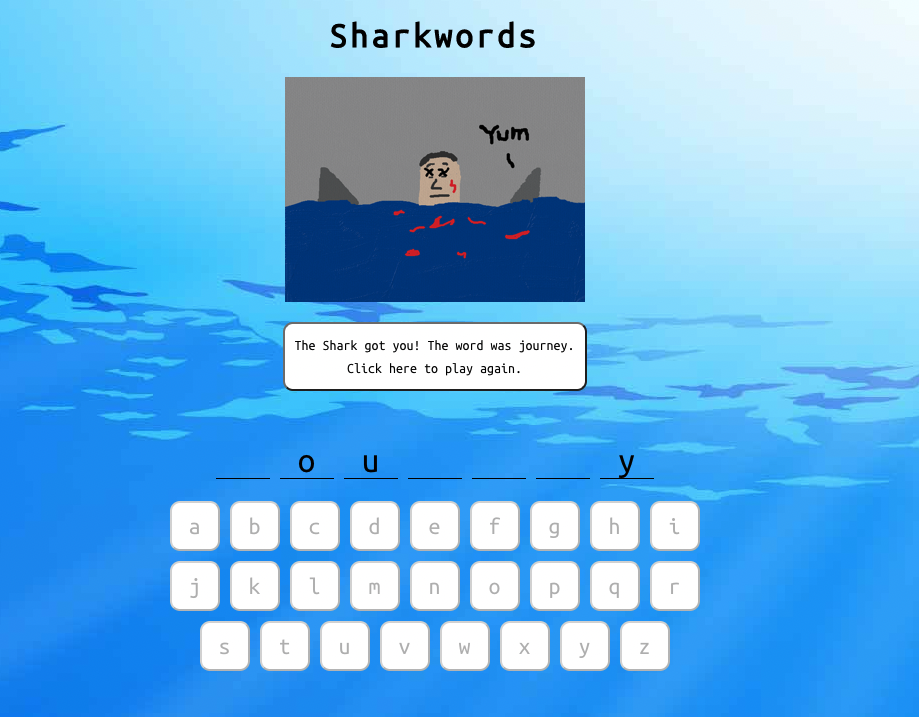 Sharkwords
Yum
The Shark got you! The word was journey.
Click here to play again.
o u y
a b c d e f g h i
j k l m n o p q r
s t u v w x y z